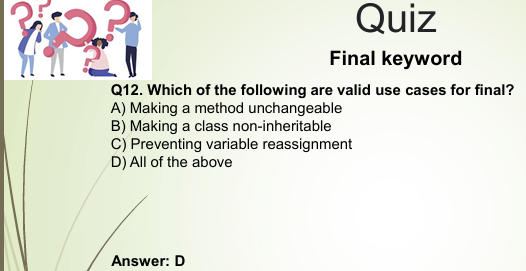 Quiz
Final keyword
Q12. Which of the following are valid use cases for final?
A) Making a method unchangeable
B) Making a class non-inheritable
C) Preventing variable reassignment
D) All of the above
Answer: D